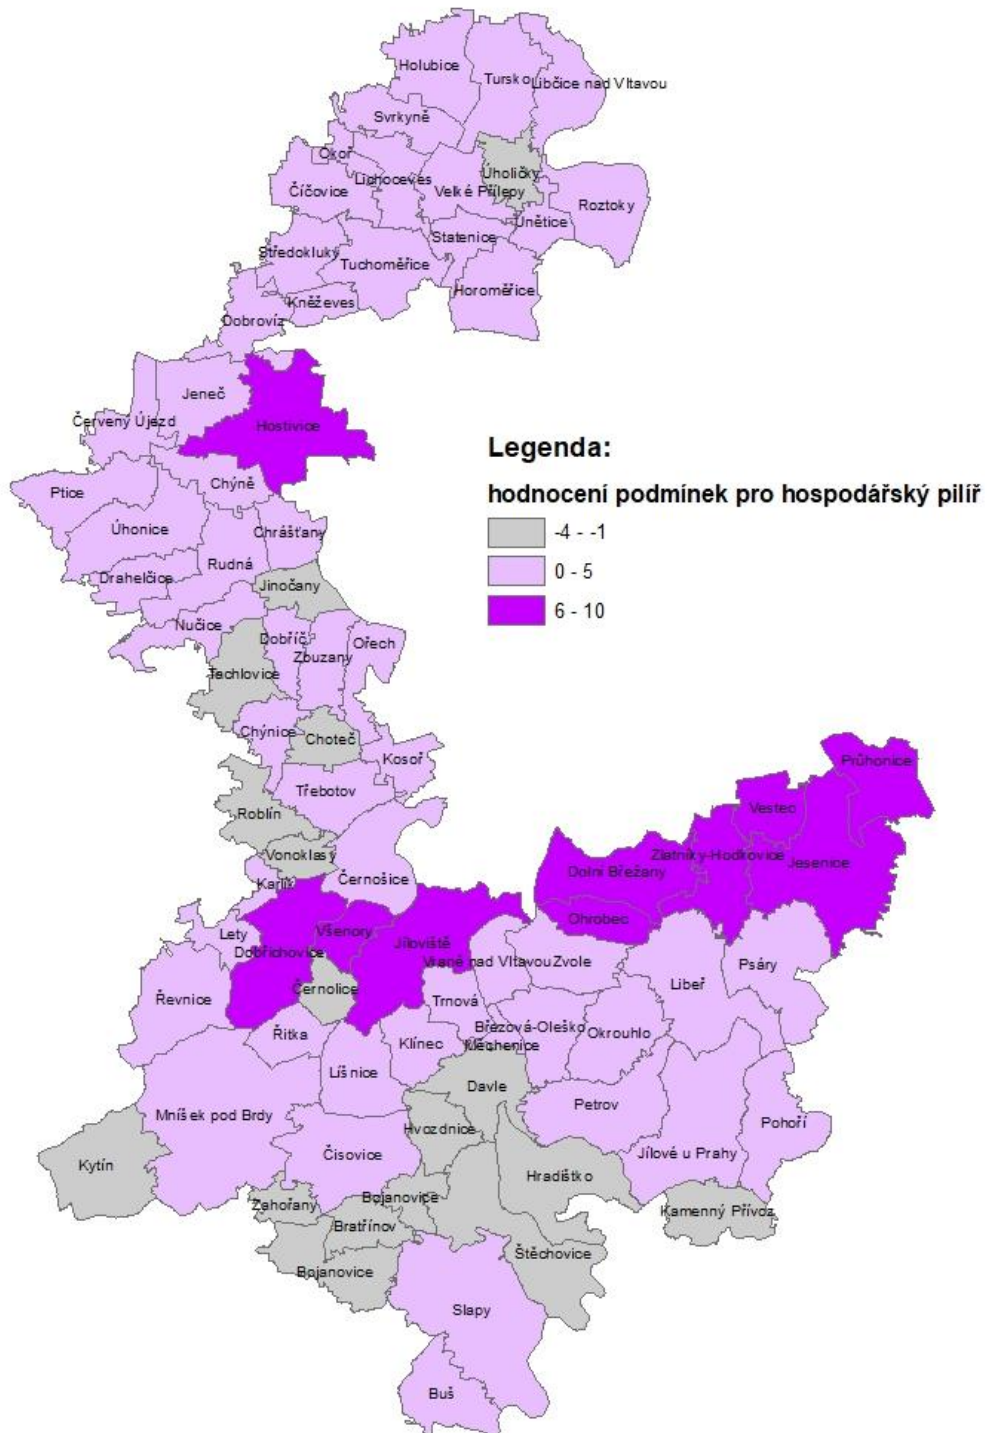 Holubice
Tursko
Libčice nad Vltavou
Svrkyně
Okoř
Lichoceves
Úholičky
Číčovice
Velké Přílepy
Roztoky
Únětice
Statenice
Středokluky
Tuchoměřice
Horoměřice
Kněževes
Dobrovíz
Jeneč
Červený Újezd
Hostivice
Legenda:
hodnocení podmínek pro hospodářský pilíř
-4 - -1
0 - 5
6 - 10
Chýně
Ptice
Úhonice
Chrášťany
Rudná
Drahelčice
Jinočany
Nučice
Dobříč
Zbuzany
Ořech
Tachlovice
Chýnice
Choteč
Kosoř
Třebotov
Roblín
Vonoklasy
Karlík
Černošice
Průhonice
Vestec
Zlatníky-Hodkovice
Jesenice
Dolní Břežany
Ohrobec
Lety
Všenory
Dobřichovice
Jíloviště
Vrané nad Vltavou
Zvole
Psáry
Libeř
Řevnice
Černolice
Trnová
Řitka
Klínec
Březová-Oleško
Okrouhlo
Měchenice
Líšnice
Davle
Petrov
Mníšek pod Brdy
Hvozdnice
Pohoří
Čisovice
Jílové u Prahy
Kytín
Hradištko
Zahořany
Bojanovice
Kamenný Přívoz
Bratřínov
Štěchovice
Bojanovice
Slapy
Buš